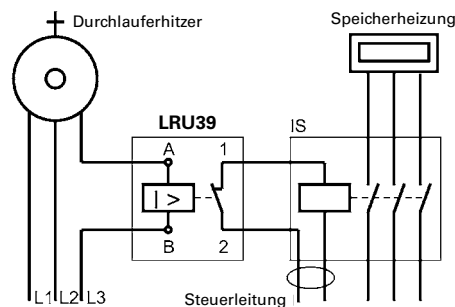 Durchlauferhitzer
Speicherheizung
LRU39
IS
A
1
I >
B
2
L1 L2 L3
Steuerleitung